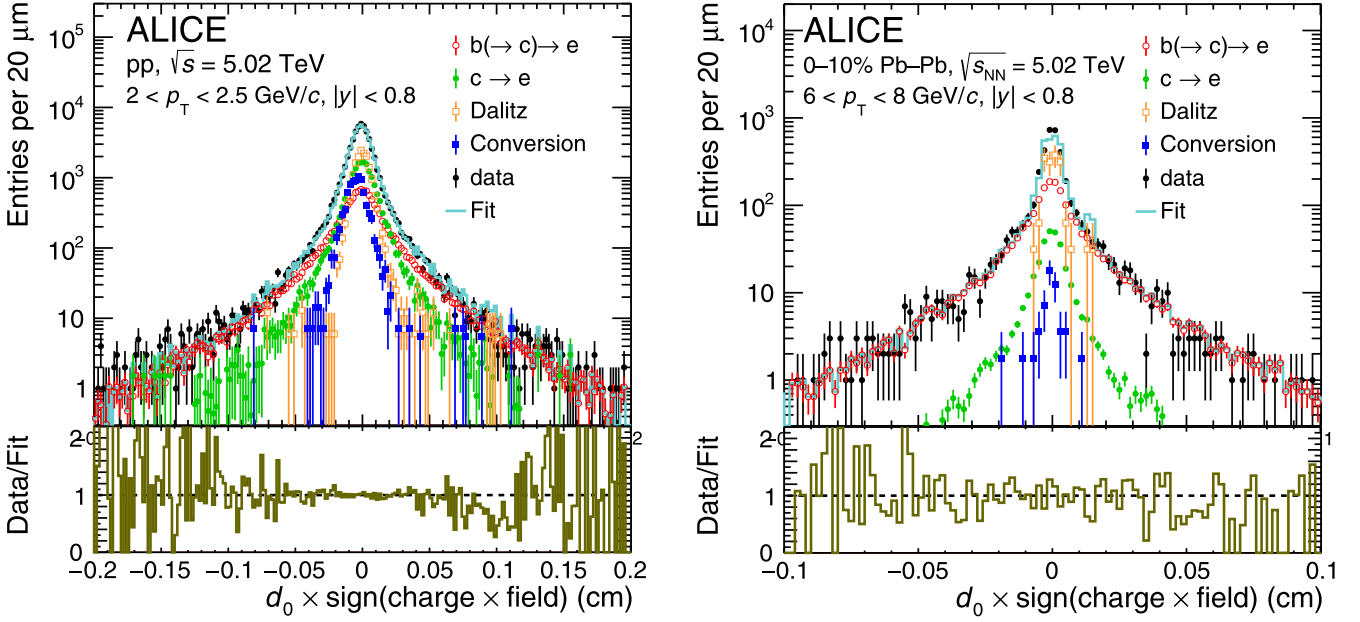 ALICE
pp, √s = 5.02 TeV
2 < pT < 2.5 GeV/c, |y| < 0.8
b(→ c)→ e
c → e
Dalitz
Conversion
data
Fit
Entries per 20 μm
10⁵
10⁴
10³
10²
10
1
Data/Fit
2
1
0
−0.2 −0.15 −0.1 −0.05 0 0.05 0.1 0.15 0.2
d₀ × sign(charge × field) (cm)
ALICE
0–10% Pb–Pb, √sNN = 5.02 TeV
6 < pT < 8 GeV/c, |y| < 0.8
b(→ c)→ e
c → e
Dalitz
Conversion
data
Fit
Entries per 20 μm
10⁴
10³
10²
10
1
Data/Fit
2
1
0
−0.1 −0.05 0 0.05 0.1
d₀ × sign(charge × field) (cm)